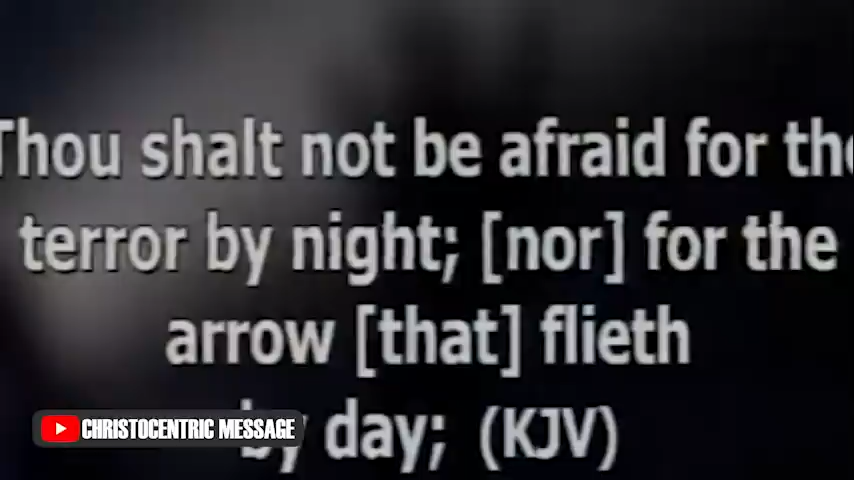 Thou shalt not be afraid for the
terror by night; [nor] for the
arrow [that] flieth
by day; (KJV)
CHRISTOCENTRIC MESSAGE